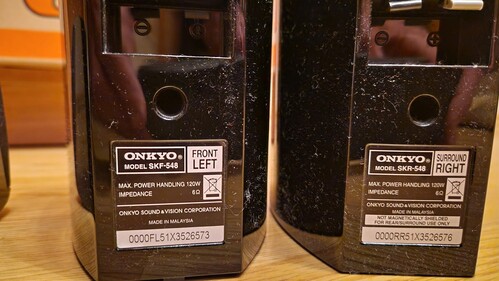 ONKYO®
MODEL SKF-548
FRONT
LEFT
MAX. POWER HANDLING 120W
IMPEDANCE 6Ω
ONKYO SOUND & VISION CORPORATION
MADE IN MALAYSIA
0000FL51X3526573
ONKYO®
MODEL SKR-548
SURROUND
RIGHT
MAX. POWER HANDLING 120W
IMPEDANCE 6Ω
ONKYO SOUND & VISION CORPORATION
MADE IN MALAYSIA
NOT MAGNETICALLY SHIELDED
FOR REAR/SURROUND USE ONLY
0000RR51X3526576